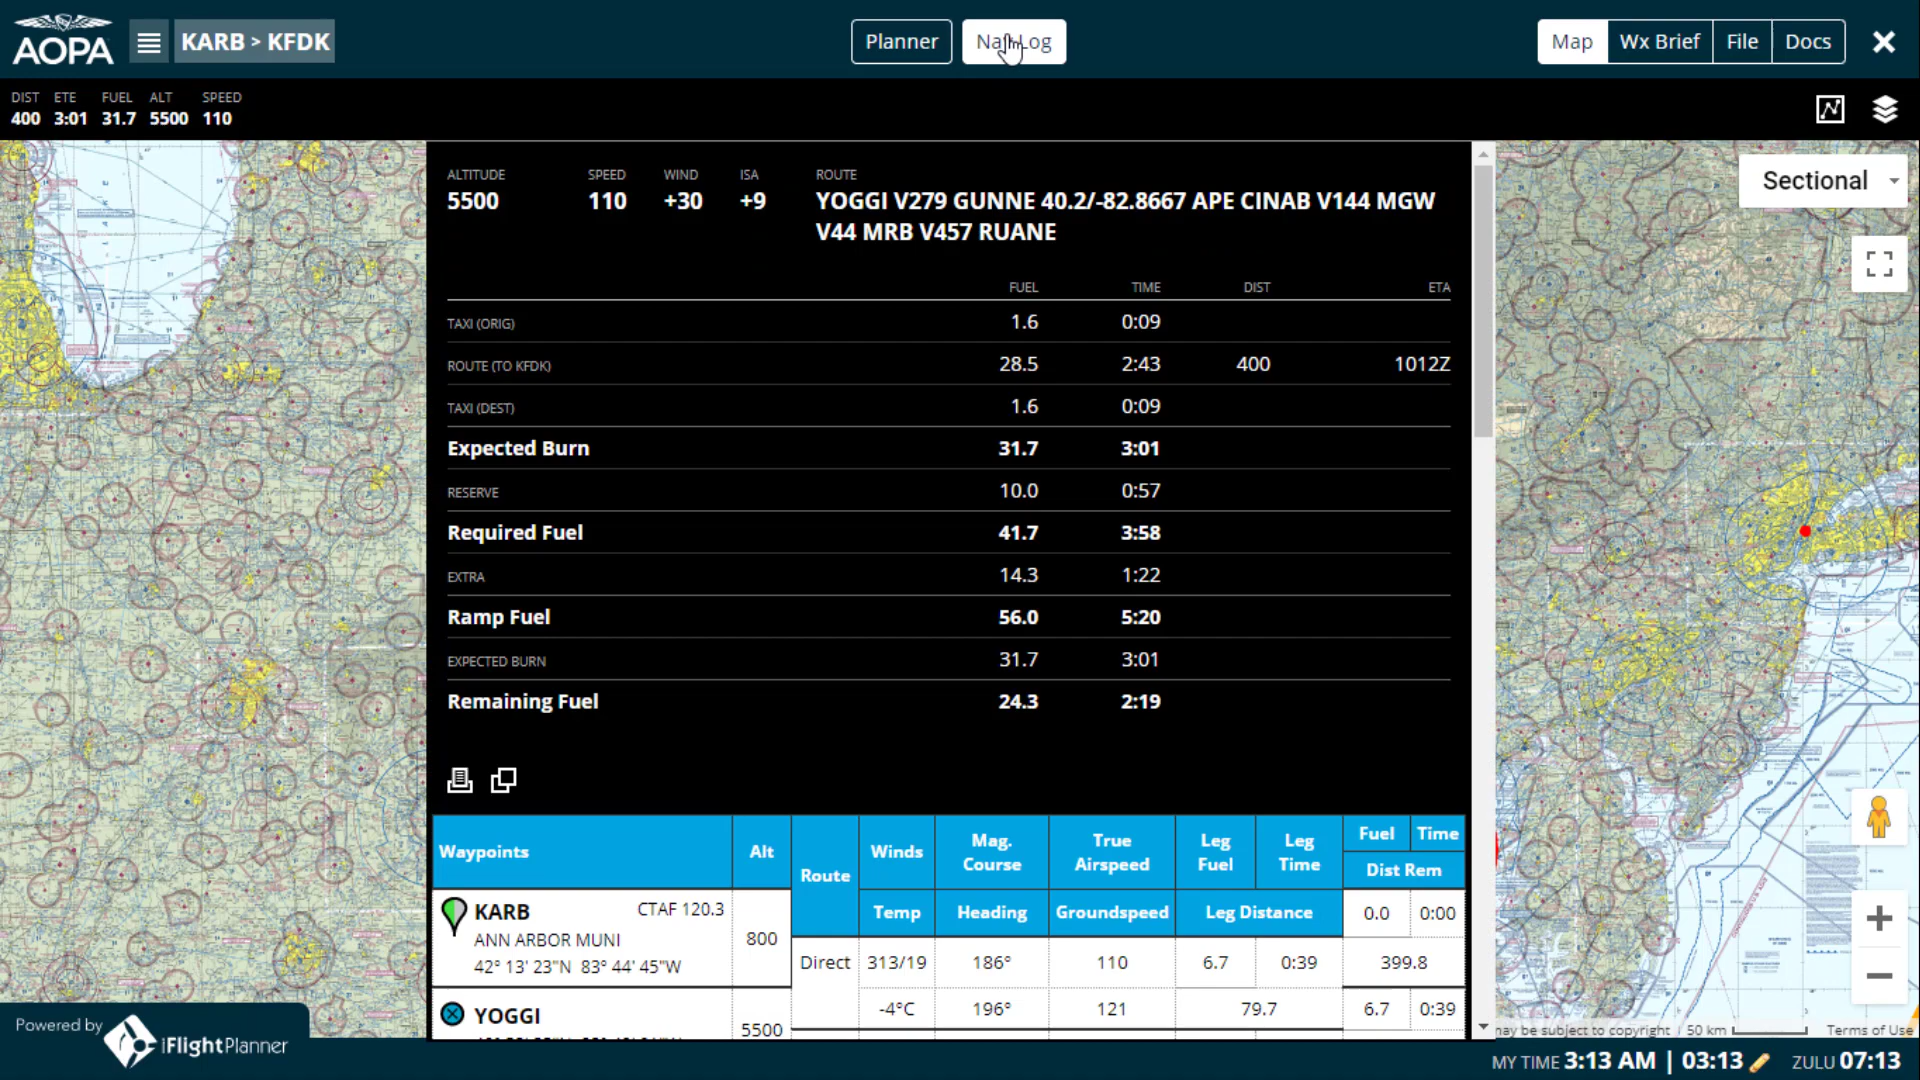 AOPA
KARB > KFDK
Planner
Map
Wx Brief
File
Docs
DIST ETE FUEL ALT SPEED
400 3:01 31.7 5500 110
ALTITUDE SPEED WIND ISA ROUTE
5500 110 +30 +9 YOGGI V279 GUNNE 40.2/-82.8667 APE CINAB V144 MGW
V44 MRB V457 RUANE
FUEL TIME DIST ETA
TAXI (ORIG) 1.6 0:09
ROUTE (TO KFDK) 28.5 2:43 400 1012Z
TAXI (DEST) 1.6 0:09
Expected Burn 31.7 3:01
RESERVE 10.0 0:57
Required Fuel 41.7 3:58
EXTRA 14.3 1:22
Ramp Fuel 56.0 5:20
EXPECTED BURN 31.7 3:01
Remaining Fuel 24.3 2:19
Sectional
Waypoints
Alt
Route
Winds
Mag.
Course
True
Airspeed
Leg
Fuel
Leg
Time
Fuel
Time
Dist Rem
Temp
Heading
Groundspeed
Leg Distance
0.0 0:00
KARB CTAF 120.3
ANN ARBOR MUNI
42° 13' 23"N 83° 44' 45"W
800
Direct 313/19 186° 110 6.7 0:39 399.8
-4°C 196° 121 79.7 6.7 0:39
YOGGI
5500
Powered by
iFlightPlanner
may be subject to copyright
50 km
Terms of Use
MY TIME 3:13 AM | 03:13
ZULU 07:13